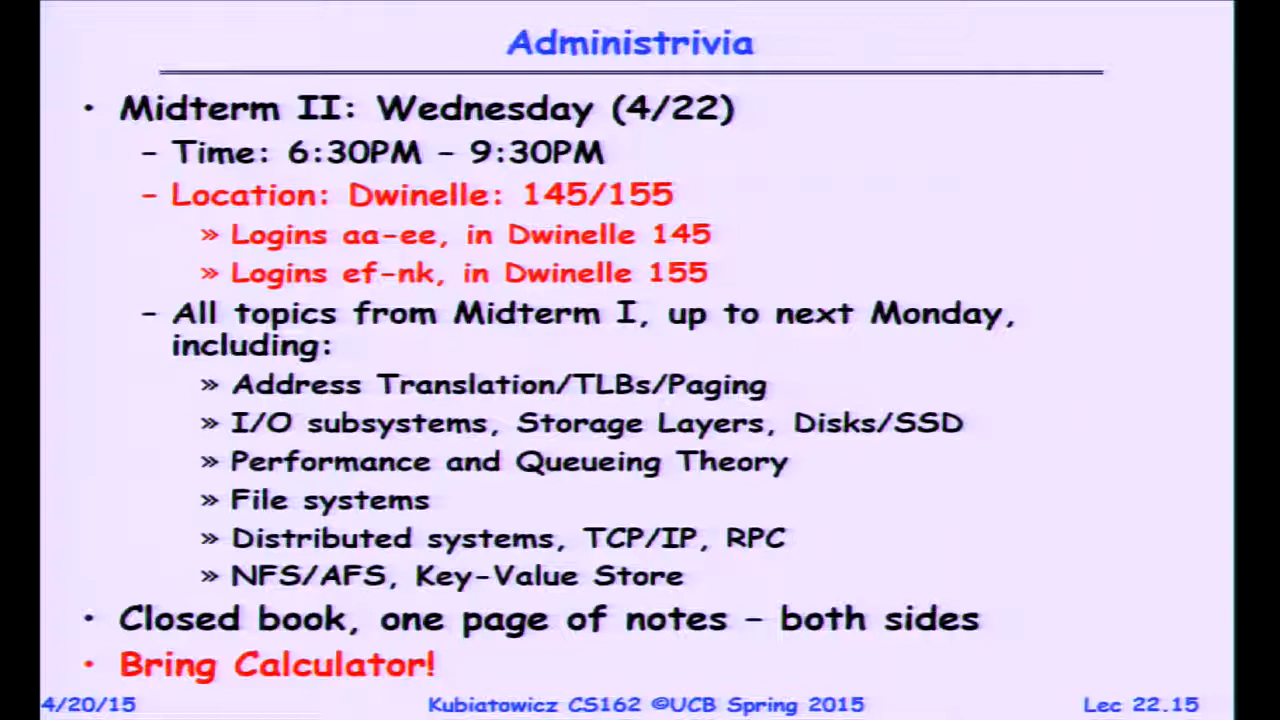 Administrivia
• Midterm II: Wednesday (4/22)
– Time: 6:30PM – 9:30PM
– Location: Dwinelle: 145/155
» Logins aa-ee, in Dwinelle 145
» Logins ef-nk, in Dwinelle 155
– All topics from Midterm I, up to next Monday,
including:
» Address Translation/TLBs/Paging
» I/O subsystems, Storage Layers, Disks/SSD
» Performance and Queueing Theory
» File systems
» Distributed systems, TCP/IP, RPC
» NFS/AFS, Key-Value Store
• Closed book, one page of notes – both sides
• Bring Calculator!
4/20/15 Kubiatowicz CS162 ©UCB Spring 2015 Lec 22.15